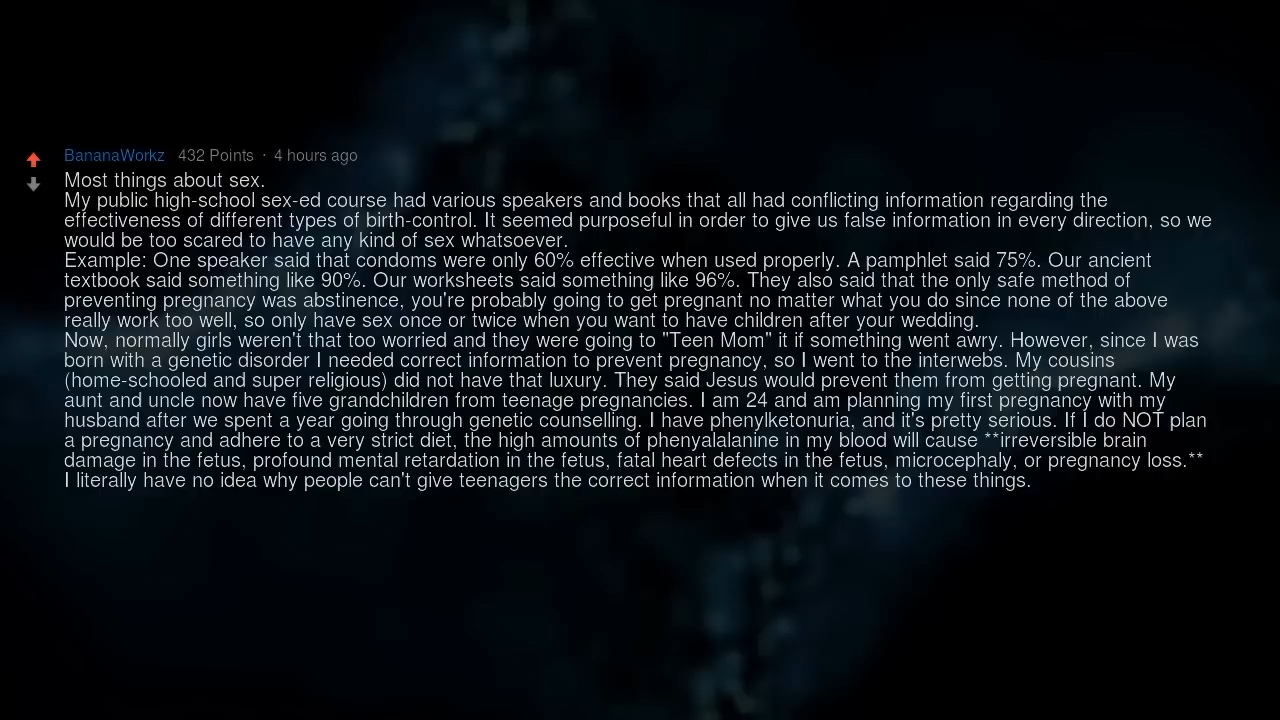 BananaWorkz 432 Points · 4 hours ago
Most things about sex.
My public high-school sex-ed course had various speakers and books that all had conflicting information regarding the
effectiveness of different types of birth-control. It seemed purposeful in order to give us false information in every direction, so we
would be too scared to have any kind of sex whatsoever.
Example: One speaker said that condoms were only 60% effective when used properly. A pamphlet said 75%. Our ancient
textbook said something like 90%. Our worksheets said something like 96%. They also said that the only safe method of
preventing pregnancy was abstinence, you're probably going to get pregnant no matter what you do since none of the above
really work too well, so only have sex once or twice when you want to have children after your wedding.
Now, normally girls weren't that too worried and they were going to "Teen Mom" it if something went awry. However, since I was
born with a genetic disorder I needed correct information to prevent pregnancy, so I went to the interwebs. My cousins
(home-schooled and super religious) did not have that luxury. They said Jesus would prevent them from getting pregnant. My
aunt and uncle now have five grandchildren from teenage pregnancies. I am 24 and am planning my first pregnancy with my
husband after we spent a year going through genetic counselling. I have phenylketonuria, and it's pretty serious. If I do NOT plan
a pregnancy and adhere to a very strict diet, the high amounts of phenyalalanine in my blood will cause **irreversible brain
damage in the fetus, profound mental retardation in the fetus, fatal heart defects in the fetus, microcephaly, or pregnancy loss.**
I literally have no idea why people can't give teenagers the correct information when it comes to these things.